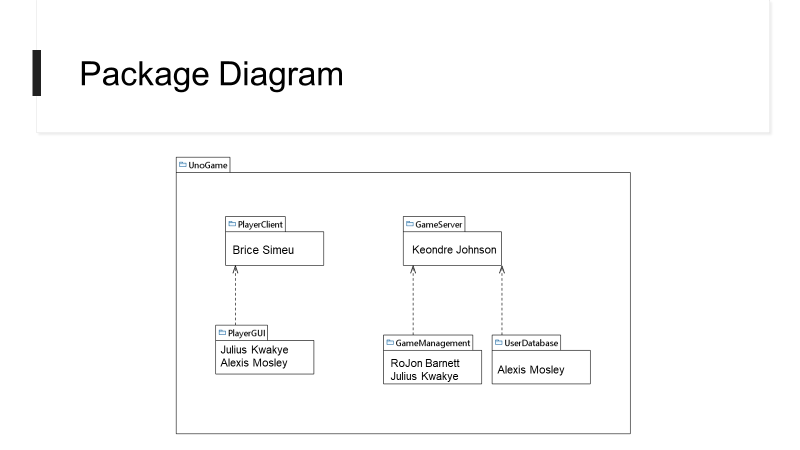 Package Diagram
UnoGame
PlayerClient
Brice Simeu
GameServer
Keondre Johnson
PlayerGUI
Julius Kwakye
Alexis Mosley
GameManagement
RoJon Barnett
Julius Kwakye
UserDatabase
Alexis Mosley